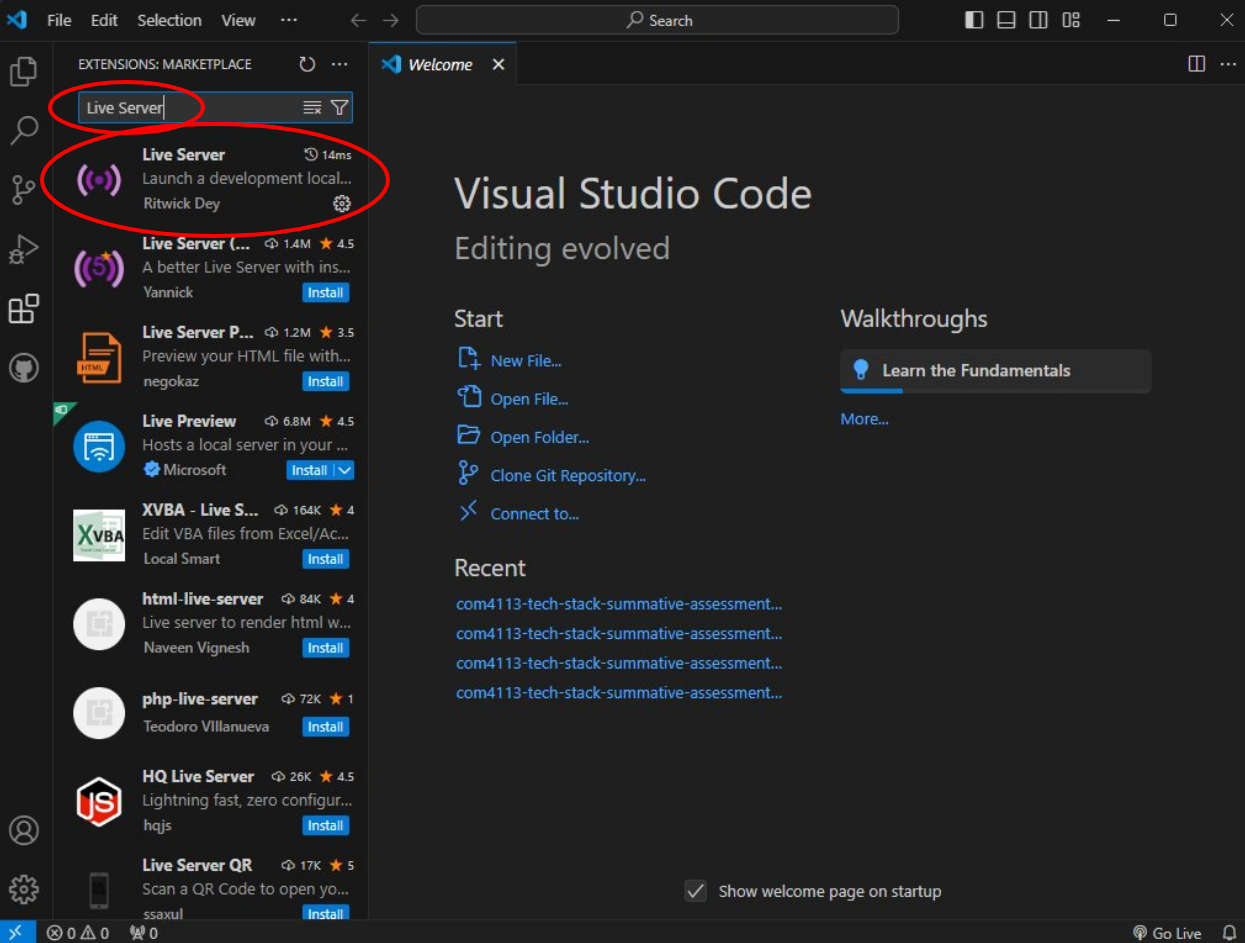 File Edit Selection View ···
Search
EXTENSIONS: MARKETPLACE ···
Welcome
···
Live Server
Live Server 14ms
Launch a development local...
Ritwick Dey
Live Server (... 1.4M 4.5
5
A better Live Server with ins...
Yannick Install
Live Server P... 1.2M 3.5
HTML
Preview your HTML file with...
negokaz Install
Live Preview 6.8M 4.5
Hosts a local server in your ...
Microsoft Install
XVBA - Live S... 164K 4
XVBA
Edit VBA files from Excel/Ac...
Local Smart Install
html-live-server 84K 4
Live server to render html w...
Naveen Vignesh Install
php-live-server 72K 1
Teodoro VIllanueva Install
HQ Live Server 26K 4.5
JS
Lightning fast, zero configur...
hqjs Install
Live Server QR 17K 5
Scan a QR Code to open yo...
ssaxul Install
Visual Studio Code
Editing evolved
Start
New File...
Open File...
Open Folder...
Clone Git Repository...
Connect to...
Recent
com4113-tech-stack-summative-assessment...
com4113-tech-stack-summative-assessment...
com4113-tech-stack-summative-assessment...
com4113-tech-stack-summative-assessment...
Walkthroughs
Learn the Fundamentals
More...
Show welcome page on startup
0 0 0
Go Live